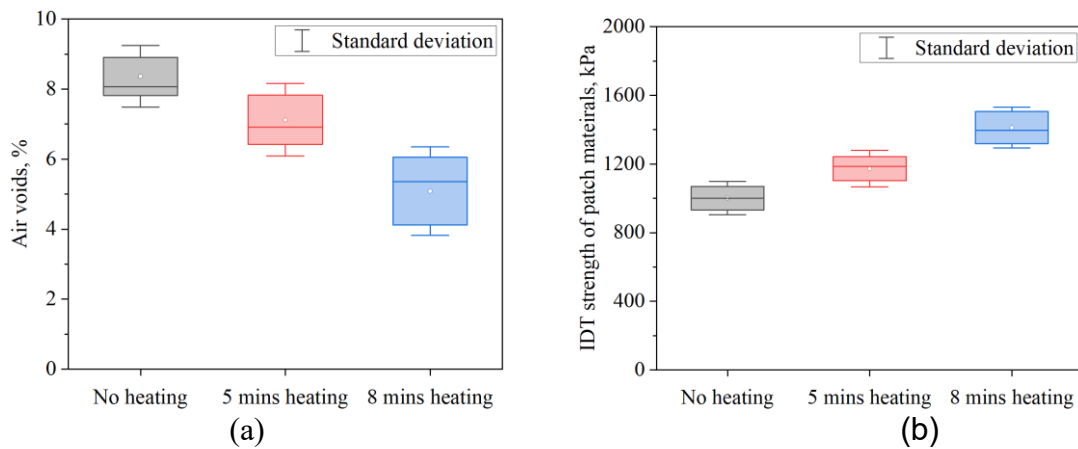 10
8
6
4
2
0
Air voids, %
Standard deviation
No heating
5 mins heating
8 mins heating
(a)
2000
1600
1200
800
400
0
IDT strength of patch mateirals, kPa
Standard deviation
No heating
5 mins heating
8 mins heating
(b)